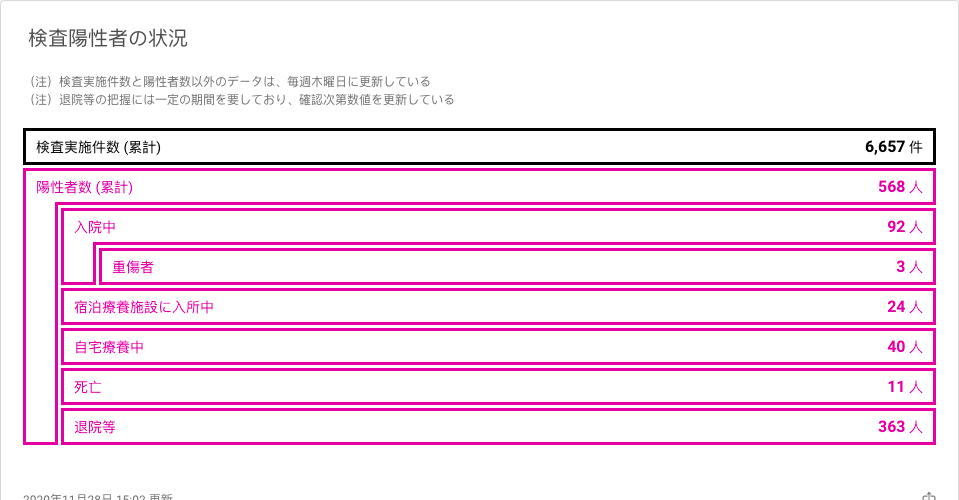 検査陽性者の状況
（注）検査実施件数と陽性者数以外のデータは、毎週木曜日に更新している
（注）退院等の把握には一定の期間を要しており、確認次第数値を更新している
検査実施件数 (累計) 6,657 件
陽性者数 (累計) 568 人
入院中 92 人
重傷者 3 人
宿泊療養施設に入所中 24 人
自宅療養中 40 人
死亡 11 人
退院等 363 人
2020年11月28日 15:02 更新